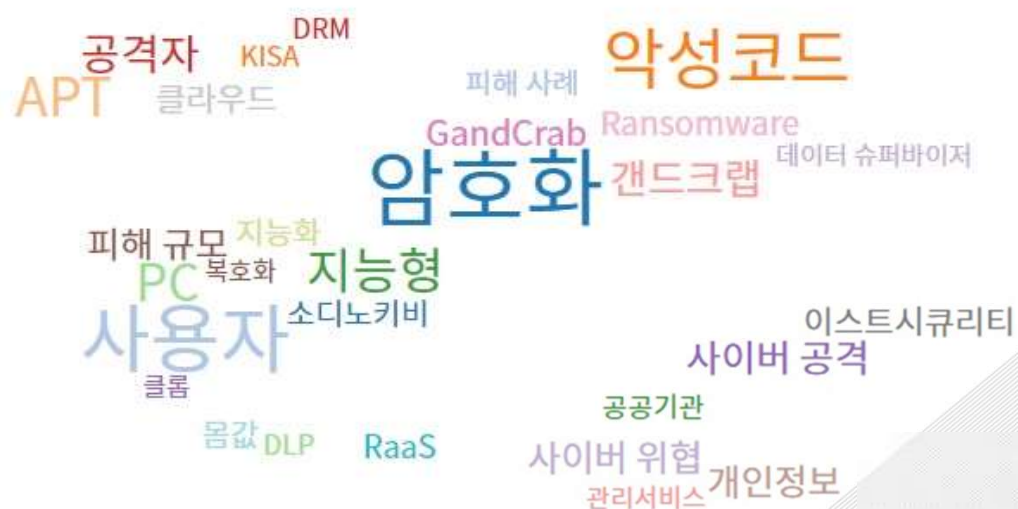 DRM
공격자
KISA
악성코드
APT
클라우드
피해 사례
GandCrab
Ransomware
데이터 슈퍼바이저
암호화
갠드크랩
피해 규모
지능화
PC
복호화
지능형
사용자
소디노키비
이스트시큐리티
사이버 공격
클롭
공공기관
몸값
DLP
RaaS
사이버 위협
개인정보
관리서비스